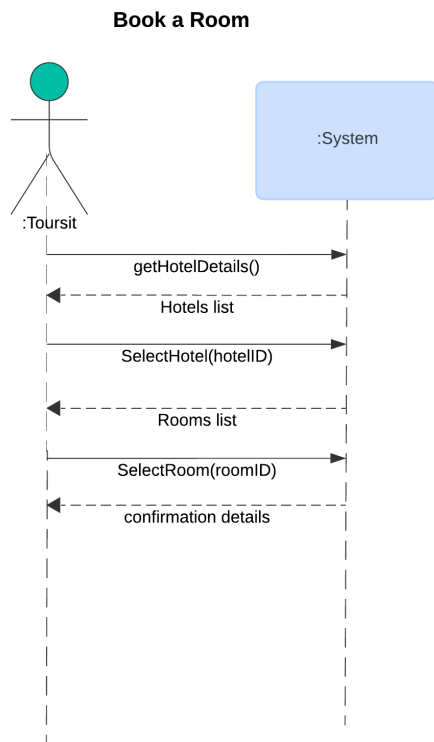 Book a Room
:System
:Toursit
getHotelDetails()
Hotels list
SelectHotel(hotelID)
Rooms list
SelectRoom(roomID)
confirmation details